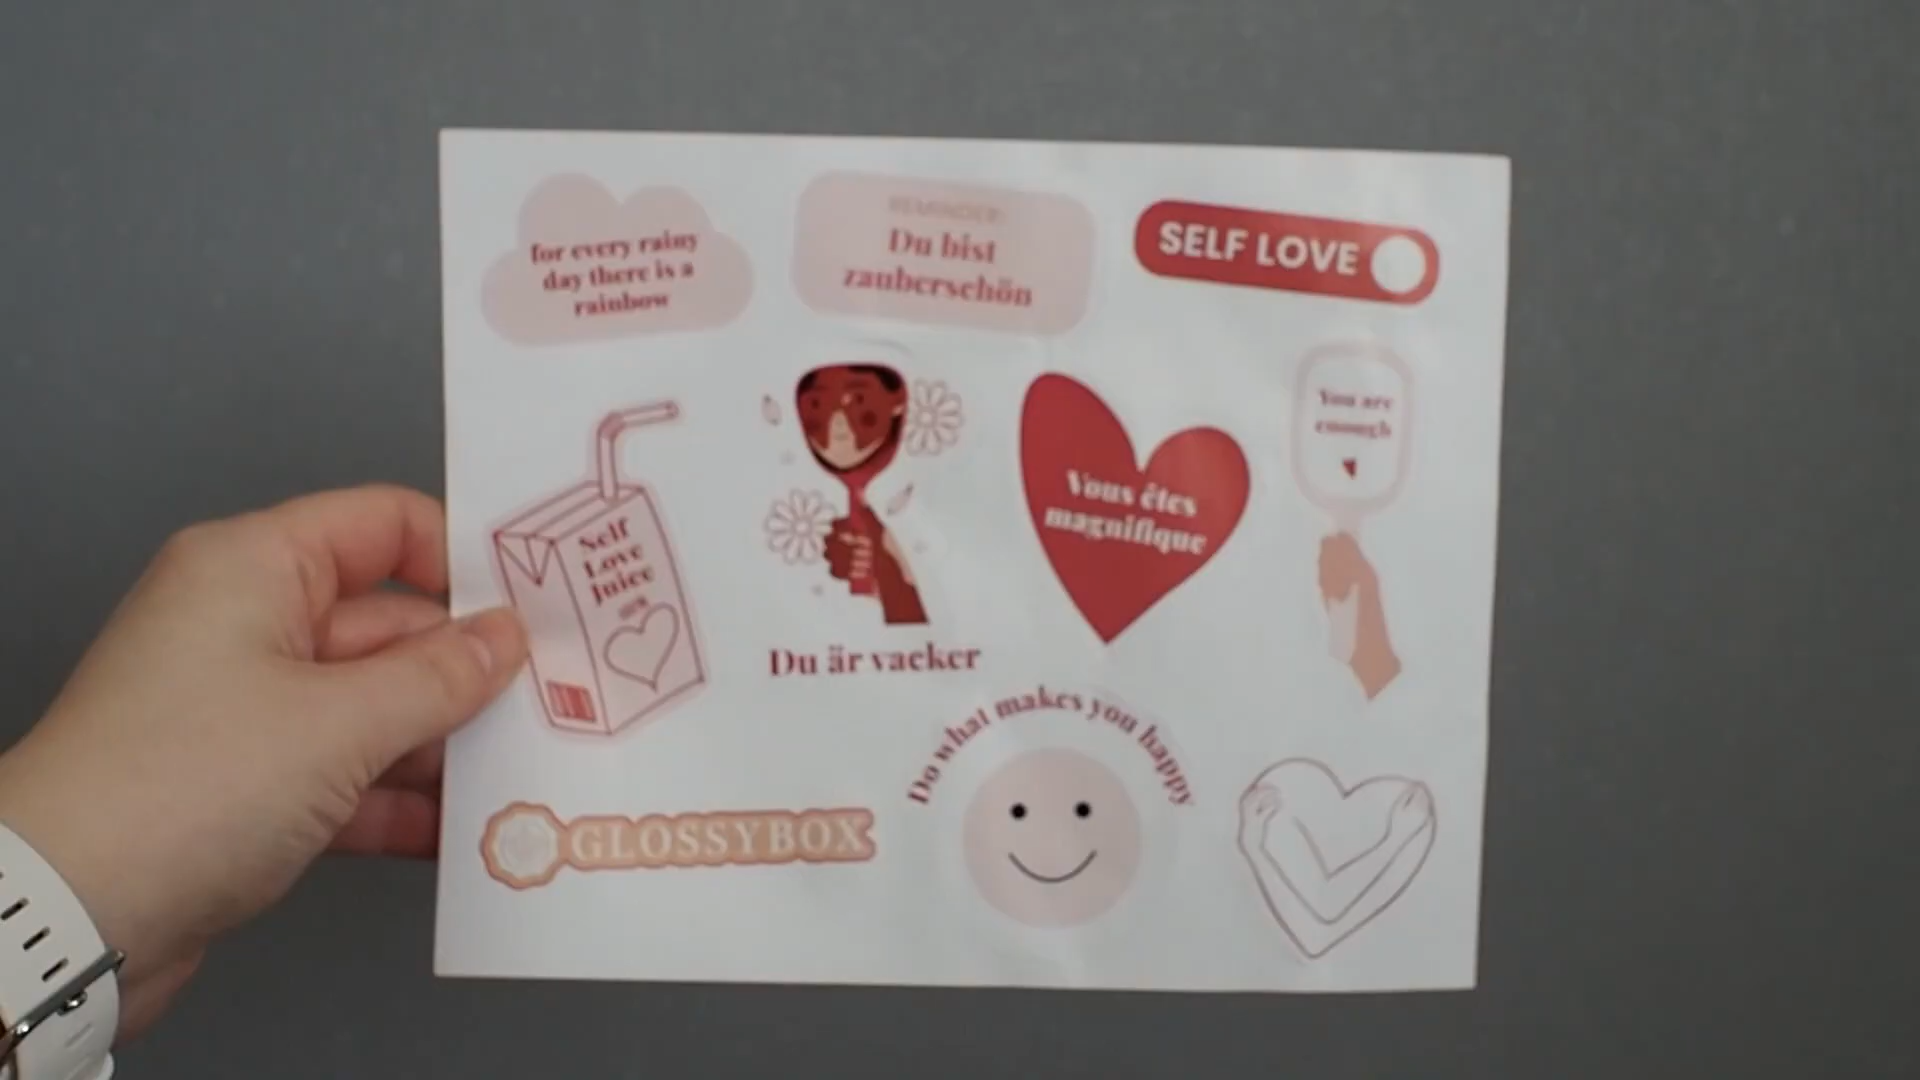 for every rainy
day there is a
rainbow
REMINDER:
Du bist
zauberschön
SELF LOVE
You are
enough
Vous êtes
magnifique
Self
Love
Juice
Du är vacker
Do what makes you happy
GLOSSYBOX